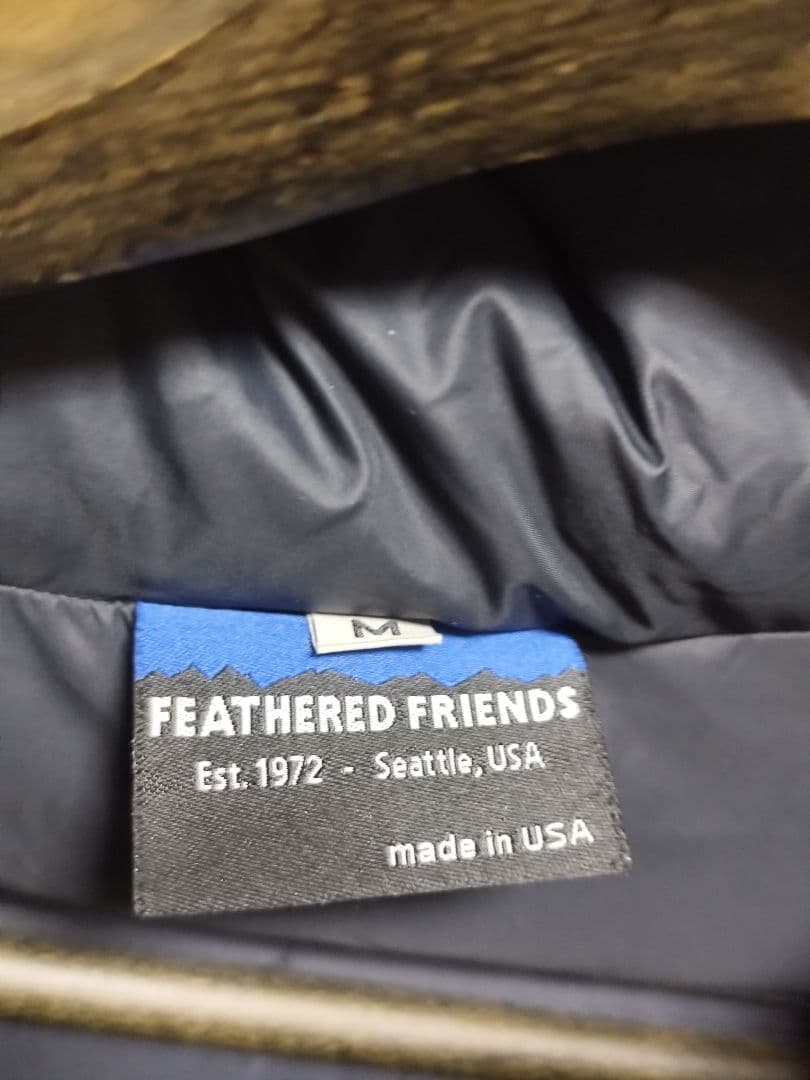 M
FEATHERED FRIENDS
Est. 1972 - Seattle, USA
made in USA